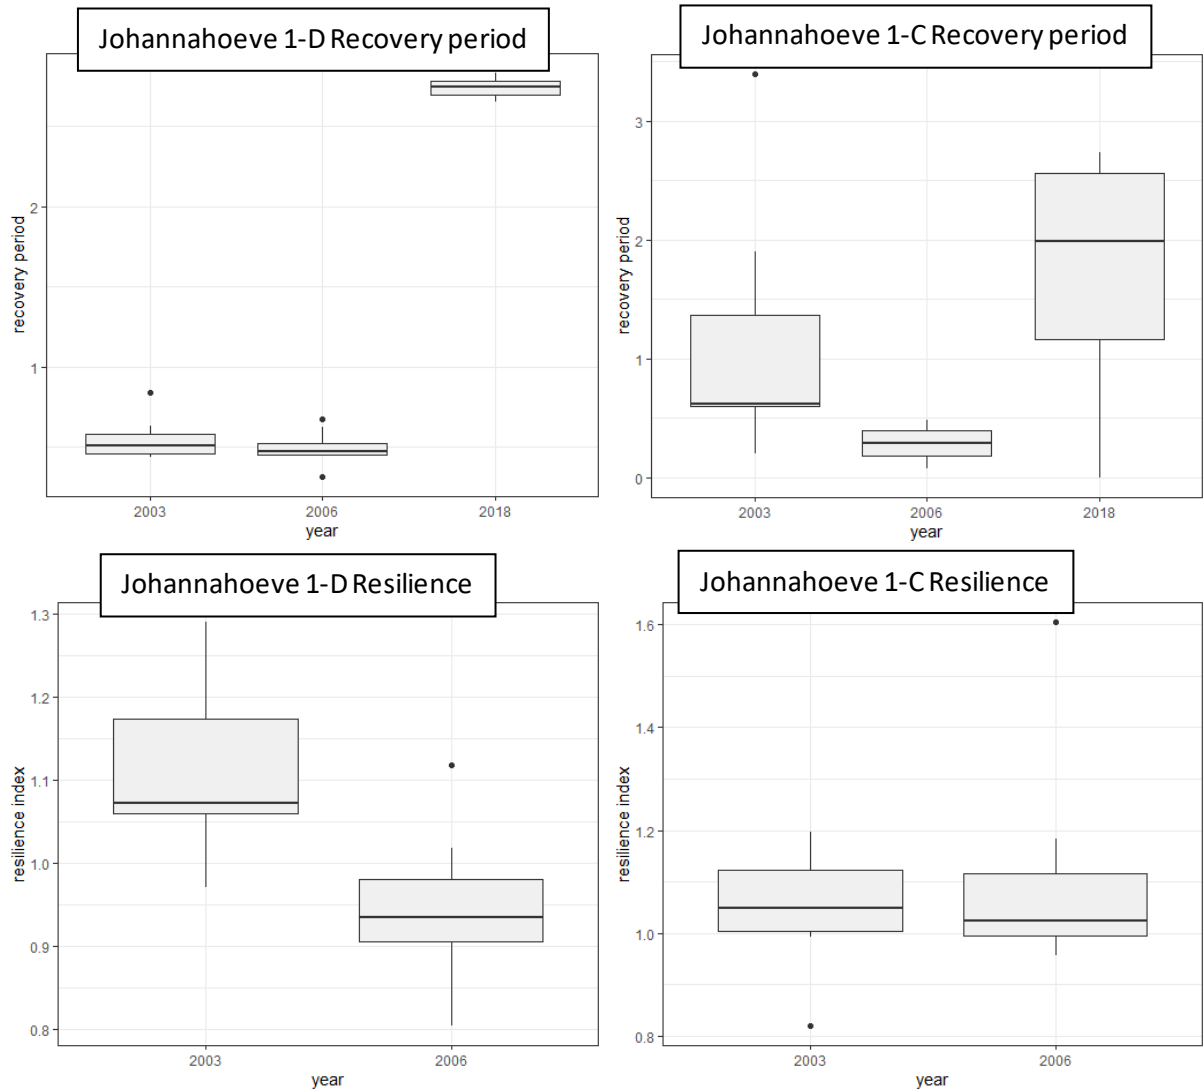 Johannahoeve 1-D Recovery period
recovery period
2
1
2003 2006 2018
year
Johannahoeve 1-C Recovery period
recovery period
3
2
1
0
2003 2006 2018
year
Johannahoeve 1-D Resilience
resilience index
1.3
1.2
1.1
1.0
0.9
0.8
2003 2006
year
Johannahoeve 1-C Resilience
resilience index
1.6
1.4
1.2
1.0
0.8
2003 2006
year